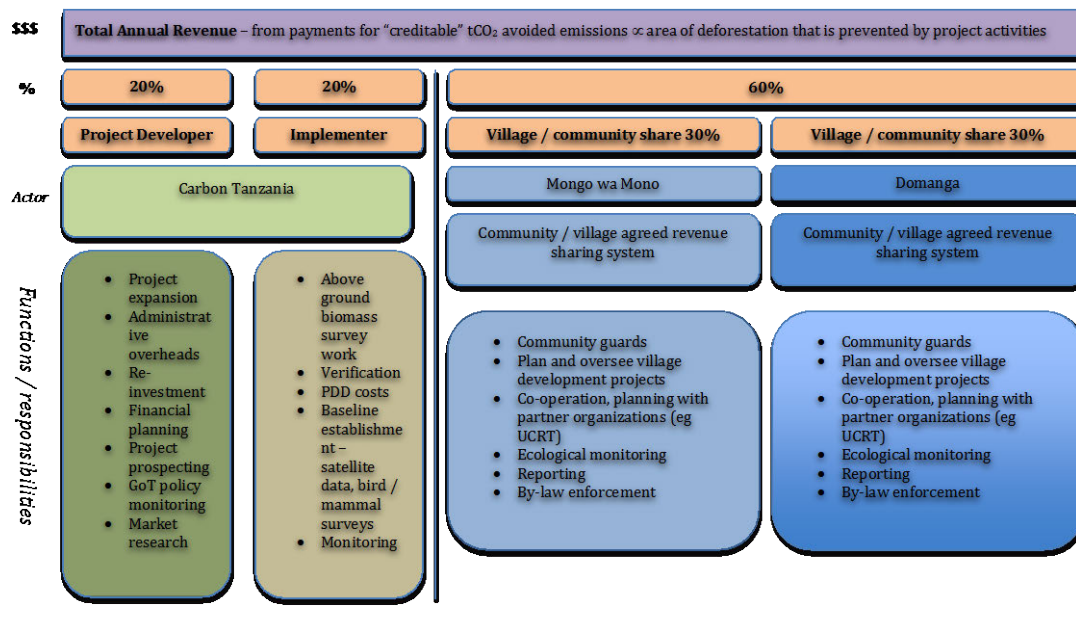 $$$
Total Annual Revenue – from payments for “creditable” tCO₂ avoided emissions ∝ area of deforestation that is prevented by project activities
%
20%
20%
60%
Project Developer
Implementer
Village / community share 30%
Village / community share 30%
Actor
Carbon Tanzania
Mongo wa Mono
Domanga
Community / village agreed revenue
sharing system
Community / village agreed revenue
sharing system
Functions / responsibilities
• Project
expansion
• Administrat
ive
overheads
• Re-
investment
• Financial
planning
• Project
prospecting
• GoT policy
monitoring
• Market
research
• Above
ground
biomass
survey
work
• Verification
• PDD costs
• Baseline
establishme
nt –
satellite
data, bird /
mammal
surveys
• Monitoring
• Community guards
• Plan and oversee village
development projects
• Co-operation, planning with
partner organizations (eg
UCRT)
• Ecological monitoring
• Reporting
• By-law enforcement
• Community guards
• Plan and oversee village
development projects
• Co-operation, planning with
partner organizations (eg
UCRT)
• Ecological monitoring
• Reporting
• By-law enforcement